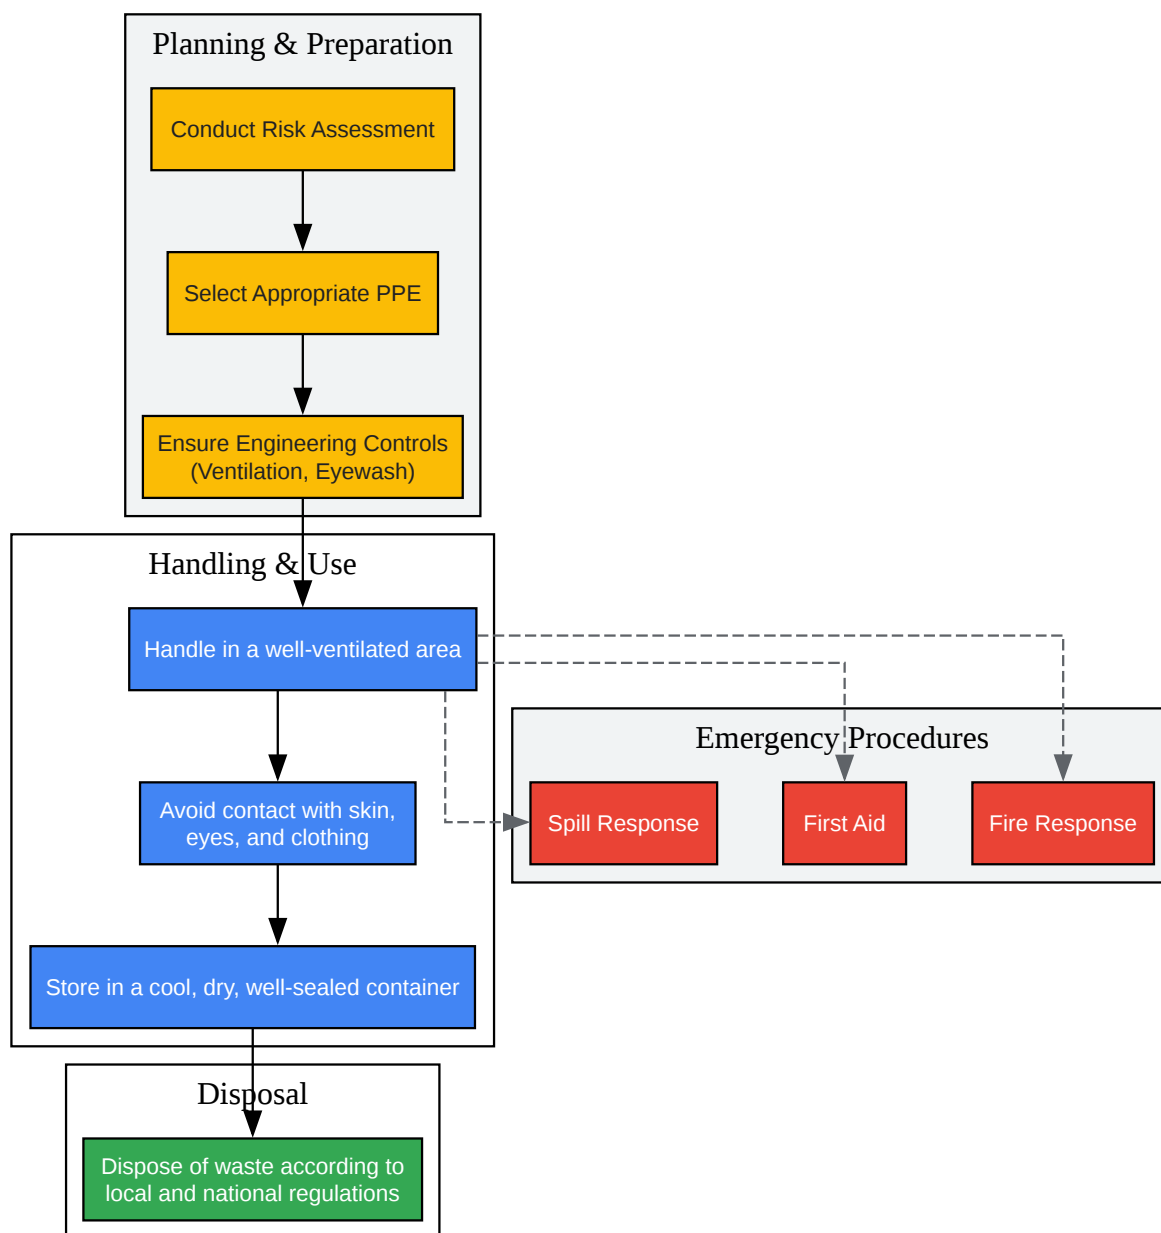 Planning & Preparation
Conduct Risk Assessment
Select Appropriate PPE
Ensure Engineering Controls
(Ventilation, Eyewash)
Handling & Use
Handle in a well-ventilated area
Avoid contact with skin,
eyes, and clothing
Store in a cool, dry, well-sealed container
Emergency Procedures
Spill Response
First Aid
Fire Response
Disposal
Dispose of waste according to
local and national regulations